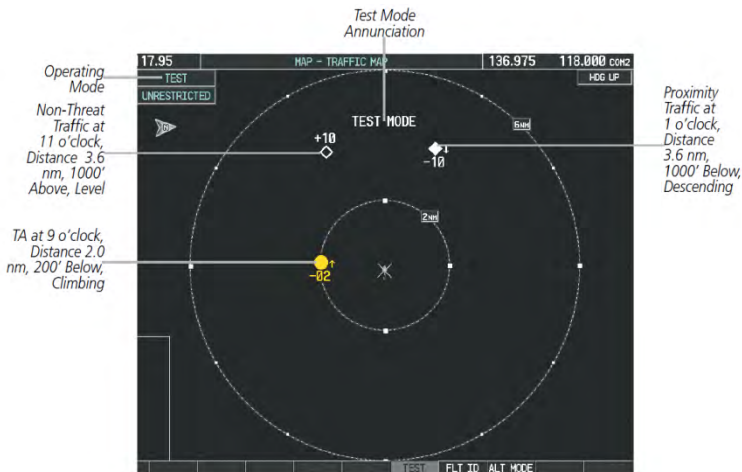 Test Mode
Annunciation
17.95
MAP - TRAFFIC MAP
136.975
118.000 COM2
Operating
Mode
TEST
UNRESTRICTED
HDG UP
Non-Threat
Traffic at
11 o'clock,
Distance 3.6
nm, 1000'
Above, Level
N
TEST MODE
6NM
+10
-10
Proximity
Traffic at
1 o'clock,
Distance
3.6 nm,
1000' Below,
Descending
2NM
TA at 9 o'clock,
Distance 2.0
nm, 200' Below,
Climbing
-02
TEST
FLT ID
ALT MODE